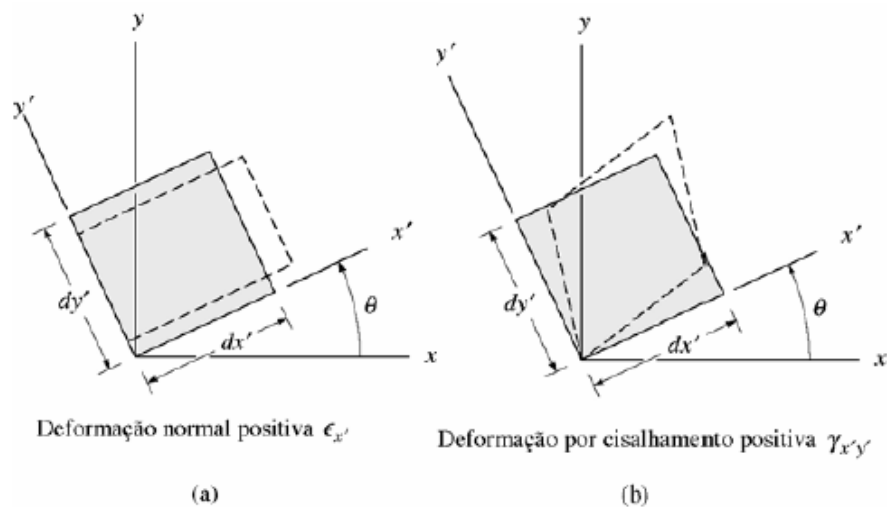 y
y'
x'
dy'
θ
dx'
x
Deformação normal positiva ϵx'
(a)
y
y'
x'
dy'
θ
dx'
x
Deformação por cisalhamento positiva γx'y'
(b)